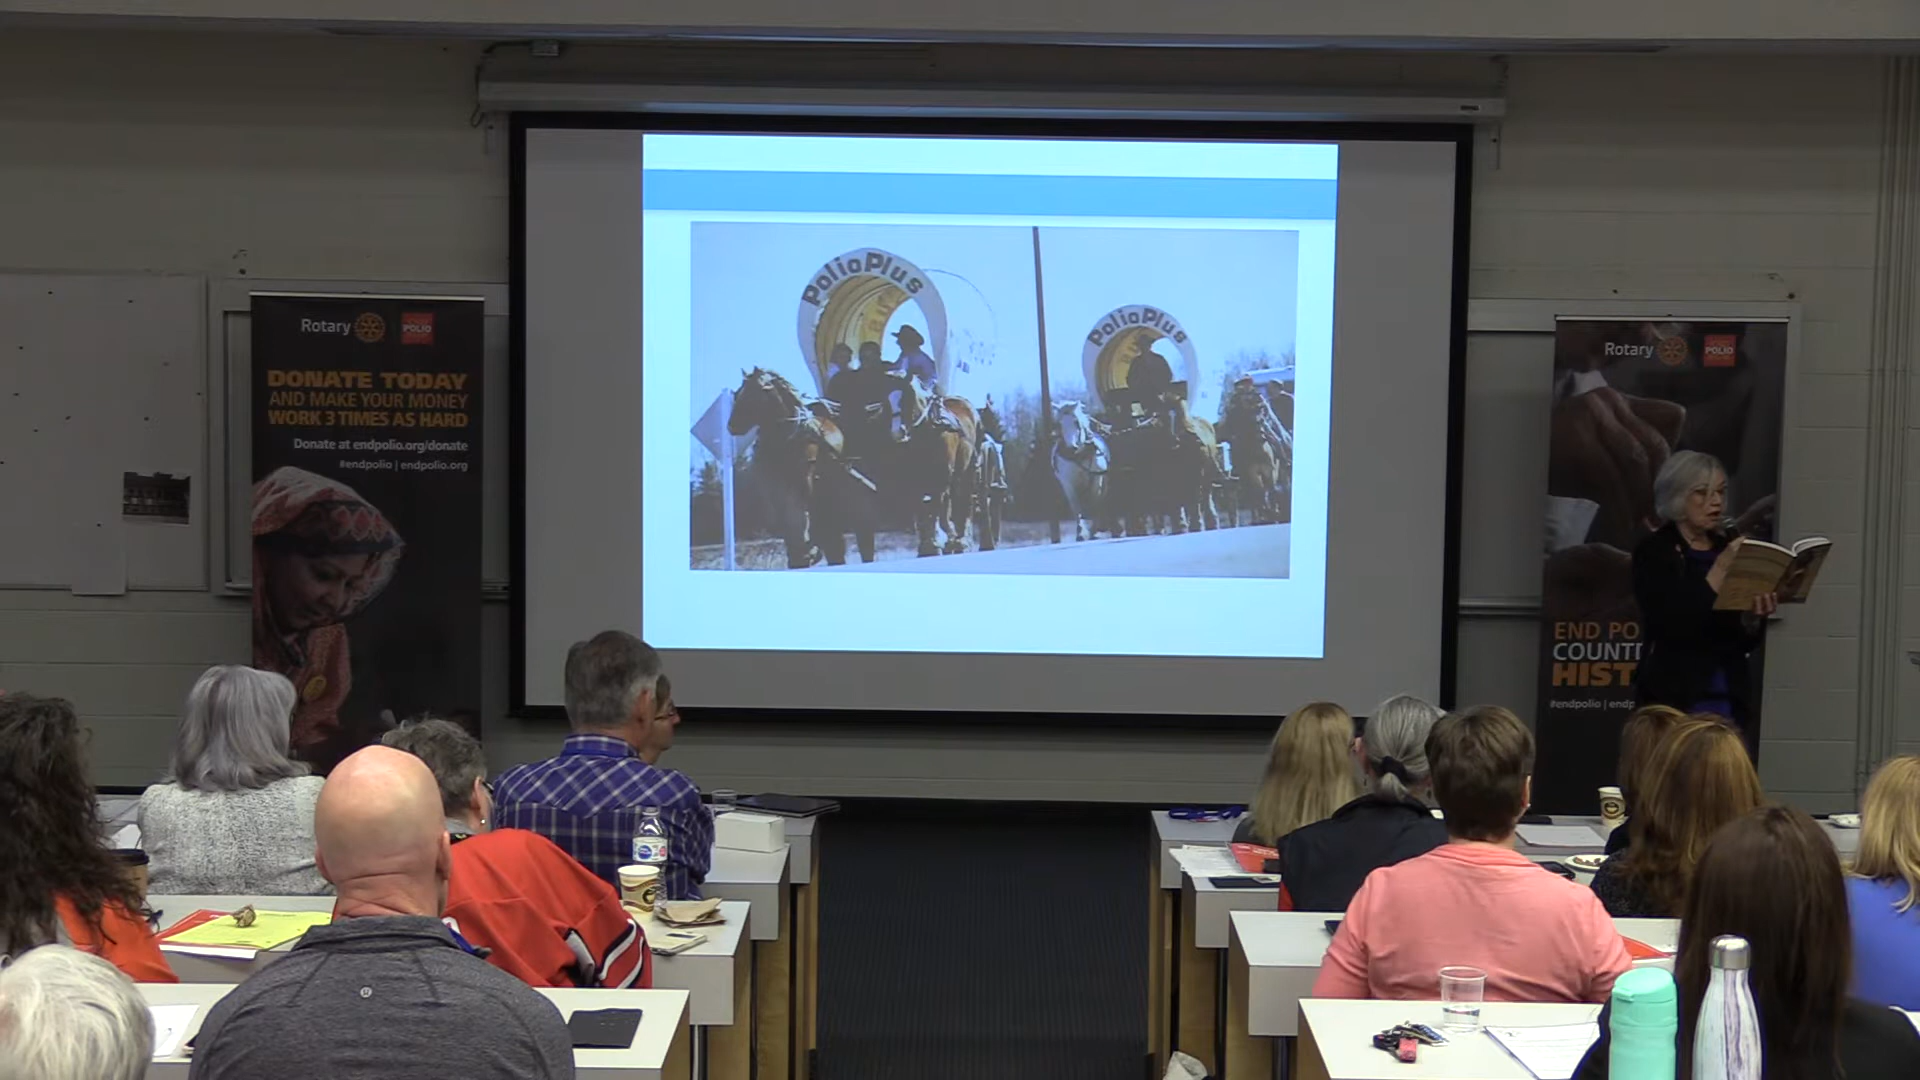 PolioPlus
PolioPlus
Rotary
POLIO
DONATE TODAY
AND MAKE YOUR MONEY
WORK 3 TIMES AS HARD
Donate at endpolio.org/donate
#endpolio | endpolio.org
Rotary
POLIO
END PO
COUNT
HIST
#endpolio | endp